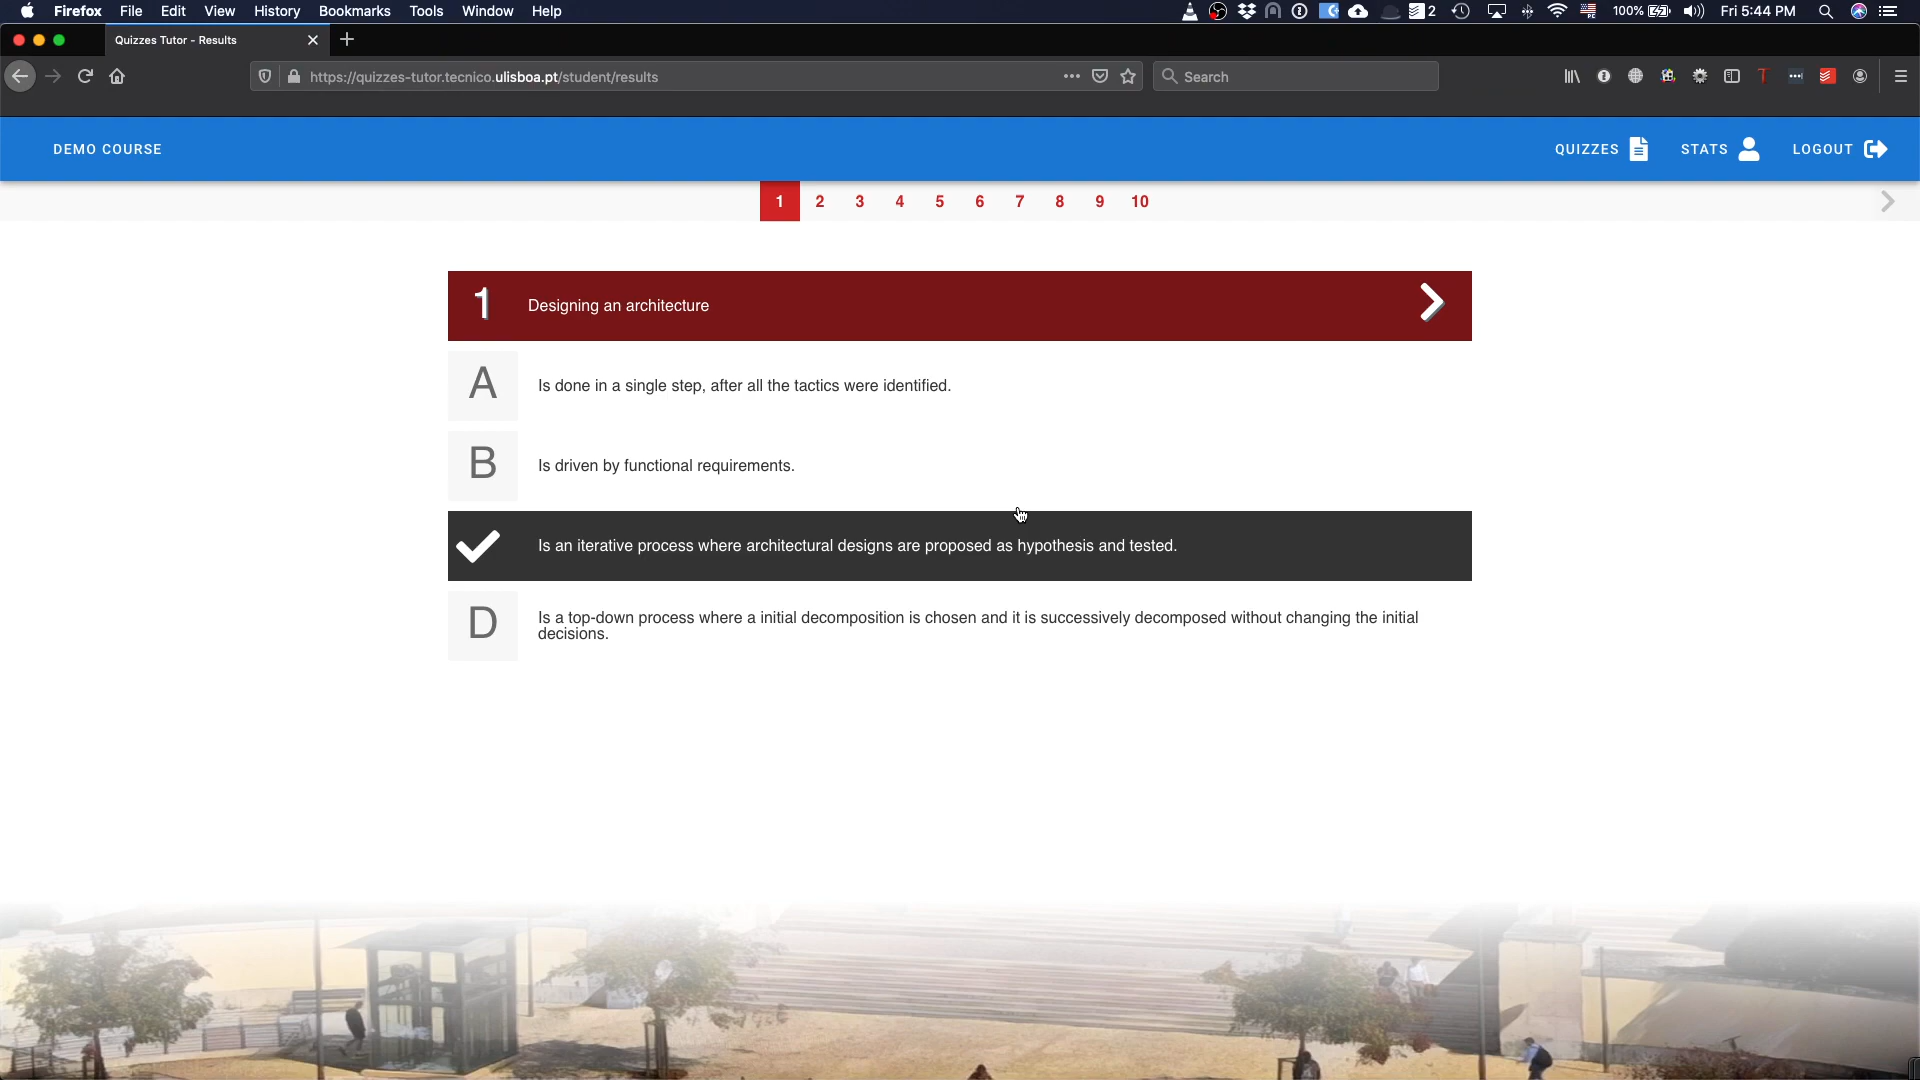 Firefox File Edit View History Bookmarks Tools Window Help 2 100% Fri 5:44 PM
Quizzes Tutor - Results
https://quizzes-tutor.tecnico.ulisboa.pt/student/results Search
DEMO COURSE QUIZZES STATS LOGOUT
1 2 3 4 5 6 7 8 9 10
1 Designing an architecture
A Is done in a single step, after all the tactics were identified.
B Is driven by functional requirements.
Is an iterative process where architectural designs are proposed as hypothesis and tested.
D Is a top-down process where a initial decomposition is chosen and it is successively decomposed without changing the initial
decisions.